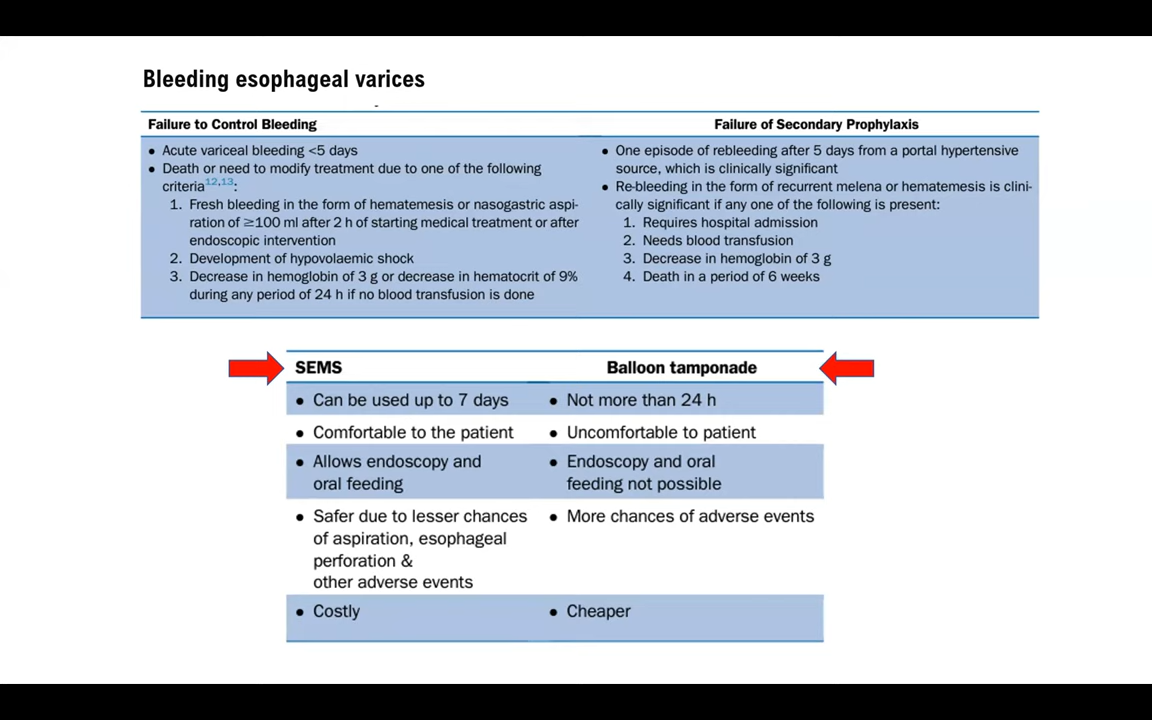 Bleeding esophageal varices
Failure to Control Bleeding
• Acute variceal bleeding <5 days
• Death or need to modify treatment due to one of the following
criteria12,13:
1. Fresh bleeding in the form of hematemesis or nasogastric aspi-
ration of ≥100 ml after 2 h of starting medical treatment or after
endoscopic intervention
2. Development of hypovolaemic shock
3. Decrease in hemoglobin of 3 g or decrease in hematocrit of 9%
during any period of 24 h if no blood transfusion is done
Failure of Secondary Prophylaxis
• One episode of rebleeding after 5 days from a portal hypertensive
source, which is clinically significant
• Re-bleeding in the form of recurrent melena or hematemesis is clini-
cally significant if any one of the following is present:
1. Requires hospital admission
2. Needs blood transfusion
3. Decrease in hemoglobin of 3 g
4. Death in a period of 6 weeks
SEMS
Balloon tamponade
• Can be used up to 7 days
• Not more than 24 h
• Comfortable to the patient
• Uncomfortable to patient
• Allows endoscopy and
oral feeding
• Endoscopy and oral
feeding not possible
• Safer due to lesser chances
of aspiration, esophageal
perforation &
other adverse events
• More chances of adverse events
• Costly
• Cheaper